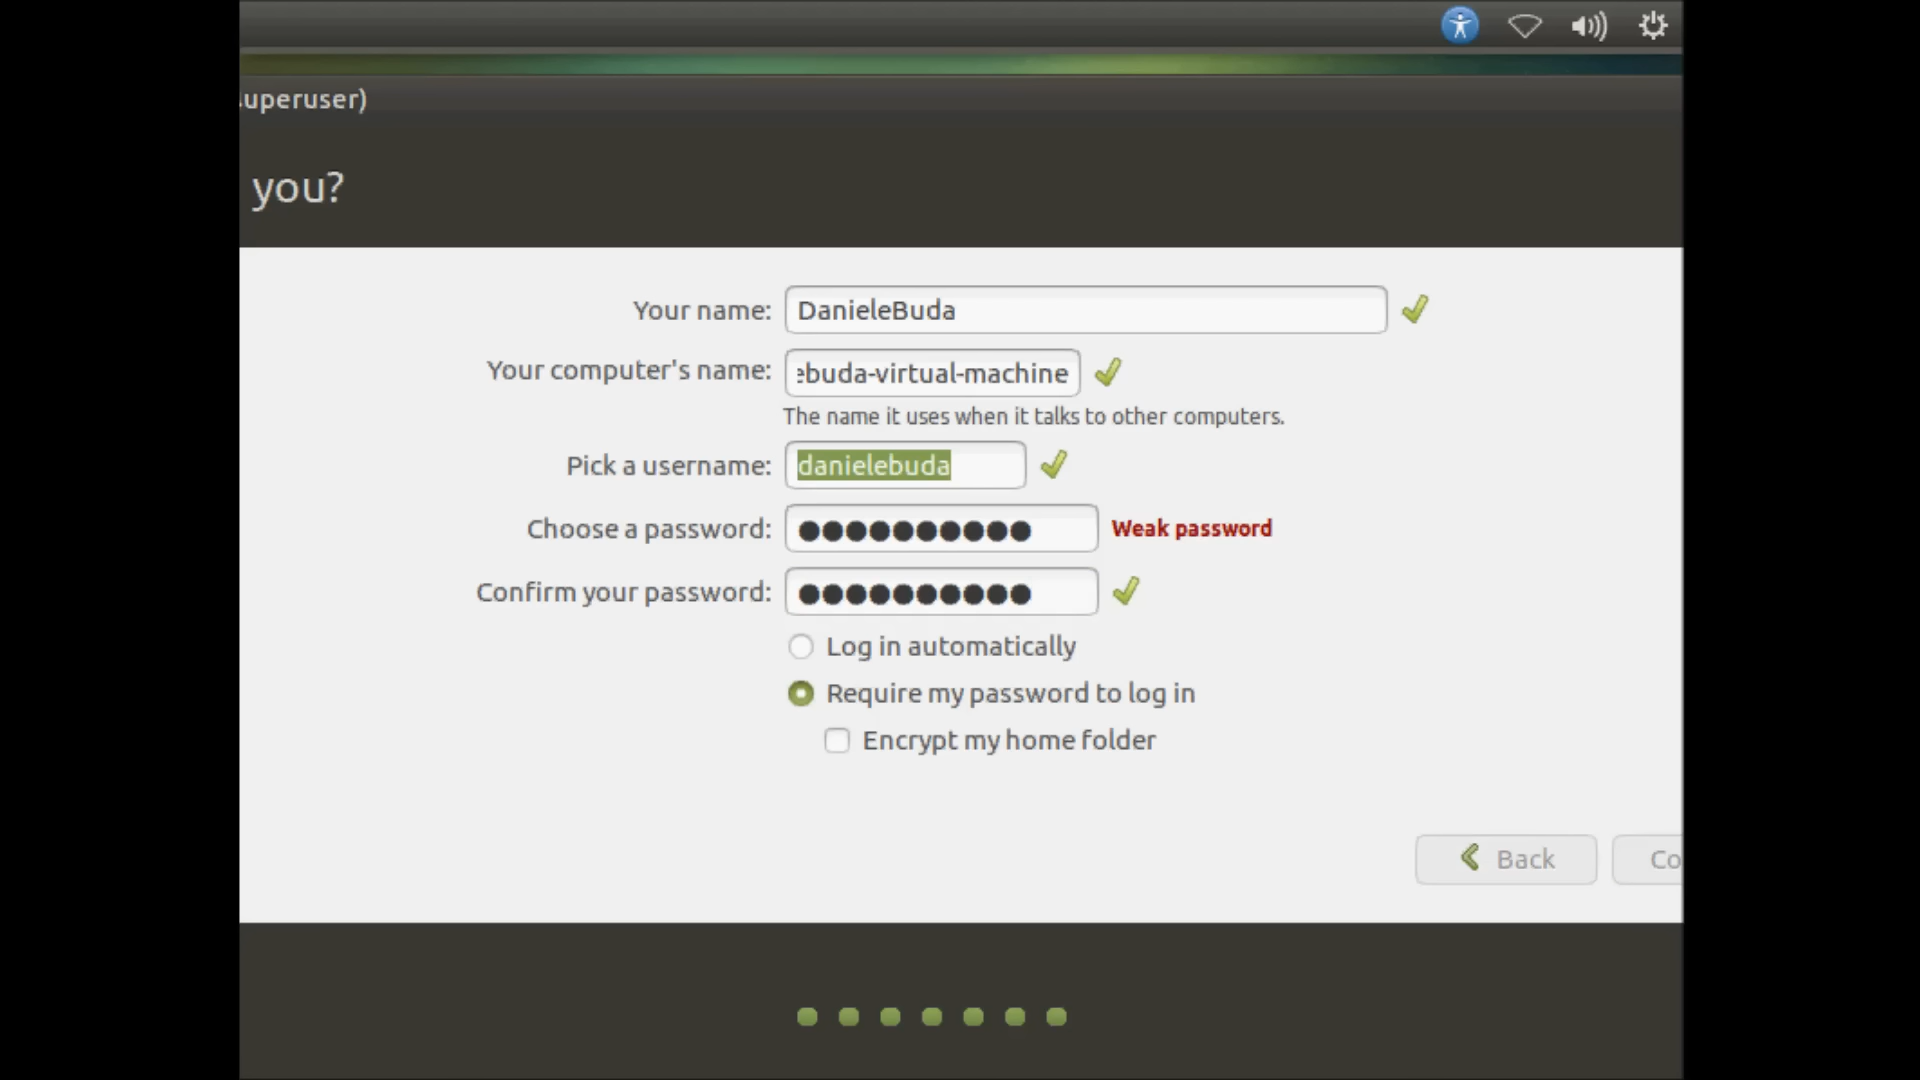 superuser)
you?
Your name: DanieleBuda
Your computer's name: ebuda-virtual-machine
The name it uses when it talks to other computers.
Pick a username: danielebuda
Choose a password: ●●●●●●●●●● Weak password
Confirm your password: ●●●●●●●●●●
Log in automatically
Require my password to log in
Encrypt my home folder
Back Co